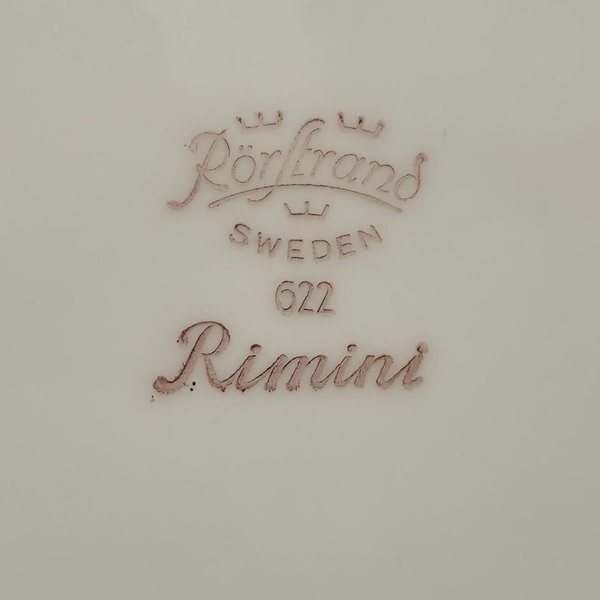 Rörstrand
SWEDEN
622
Rimini